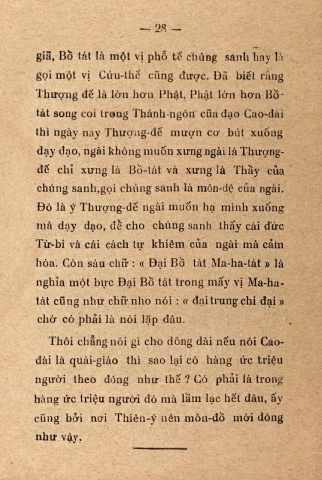 — 28 —
giã, Bồ tát là một vị phổ tế chúng sanh hay là
gọi một vị Cứu-thế cũng được. Đã biết rằng
Thượng đế là lớn hơn Phật, Phật lớn hơn Bồ-
tát song coi trong Thánh-ngôn của đạo Cao-đài
thì ngày nay Thượng-đế mượn cơ bút xuống
dạy đạo, ngài không muốn xưng ngài là Thượng-
đế chỉ xưng là Bồ-tát và xưng là Thầy của
chúng sanh,gọi chúng sanh là môn-đệ của ngài.
Đó là ý Thượng-đế ngài muốn hạ mình xuống
mà dạy đạo, để cho chúng sanh thấy cái đức
Từ-bi và cái cách tự khiêm của ngài mà cảm
hóa. Còn sáu chữ : « Đại Bồ tát Ma-ha-tát » là
nghĩa một bực Đại Bồ tát trong mấy vị Ma-ha-
tát cũng như chữ nho nói : « đai trung chi đại »
chớ có phải là nói lặp đâu.
Thôi chẳng nói gì cho dông dài nếu nói Cao-
đài là quái-giáo thì sao lại có hàng ức triệu
người theo đông như thế ? Có phải là trong
hàng ức triệu người đó mà lầm lạc hết đâu, ấy
cũng bởi nơi Thiên-ý nên môn-đồ mới đông
như vậy.